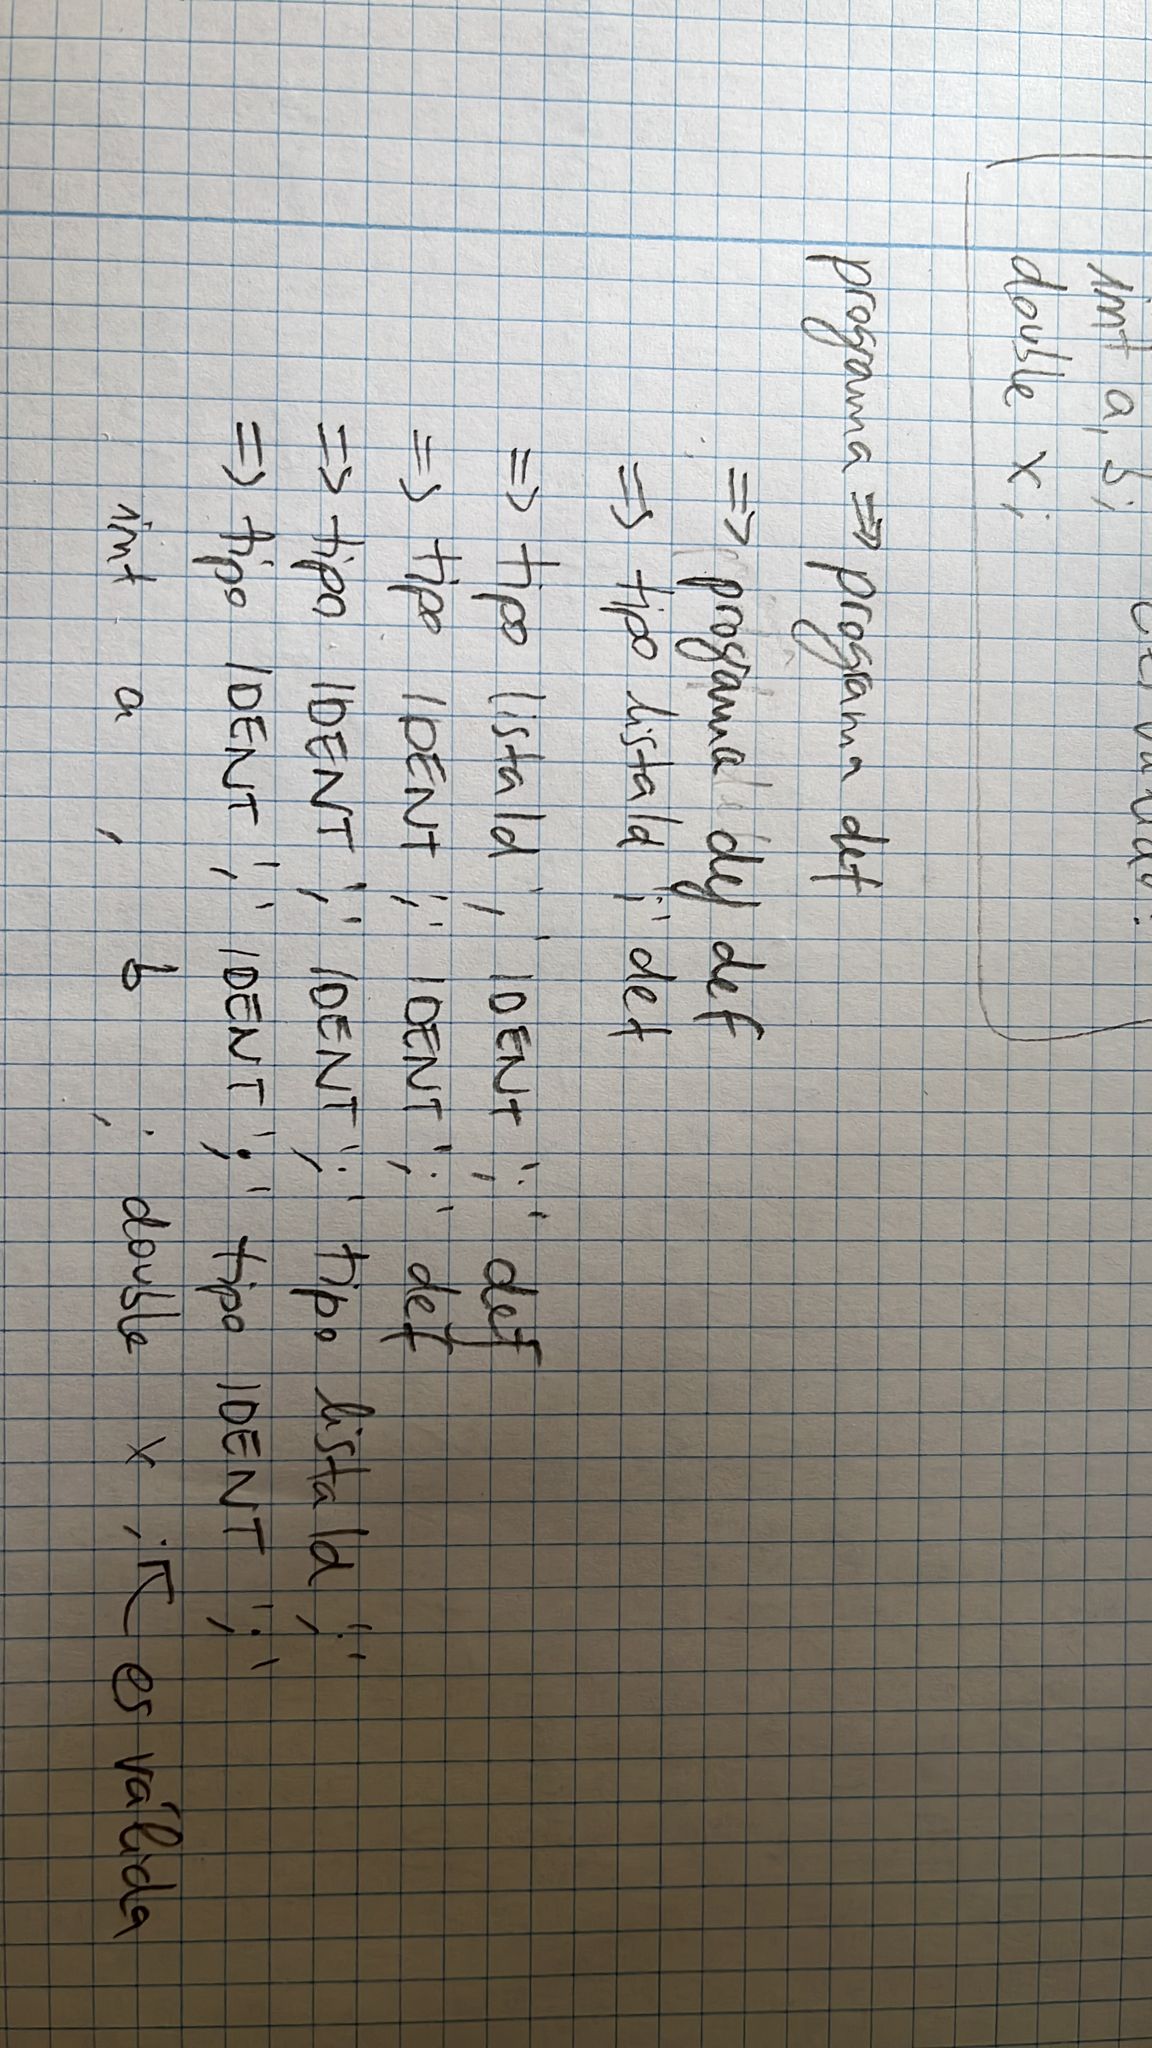 int a, b;
double x;
programa => programa def
=> programa def def
=> tipo listaId ';' def
=> tipo listaId ',' IDENT ';' def
=> tipo IDENT ',' IDENT ';' def
=> tipo IDENT ',' IDENT ';' tipo listaId ';'
=> tipo IDENT ',' IDENT ';' tipo IDENT ';'
int a , b ; double x ; es válida